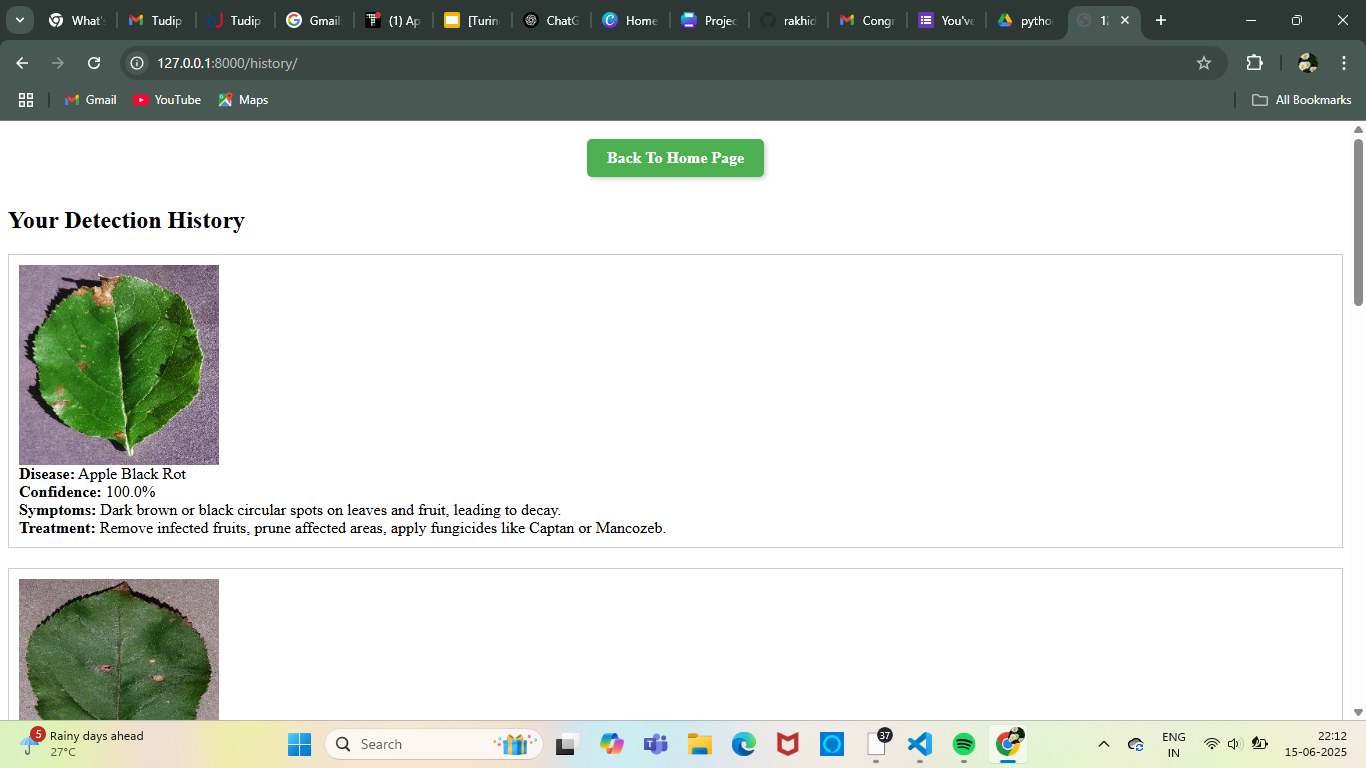 What's
Tudip
Tudip
Gmail
(1) Ap
[Turin
ChatG
Home
Projec
rakhid
Congr
You've
pytho
127.0.0.1:8000/history/
Gmail
YouTube
Maps
All Bookmarks
Back To Home Page
Your Detection History
Disease: Apple Black Rot
Confidence: 100.0%
Symptoms: Dark brown or black circular spots on leaves and fruit, leading to decay.
Treatment: Remove infected fruits, prune affected areas, apply fungicides like Captan or Mancozeb.
5
Rainy days ahead
27°C
Search
37
ENG
IN
22:12
15-06-2025